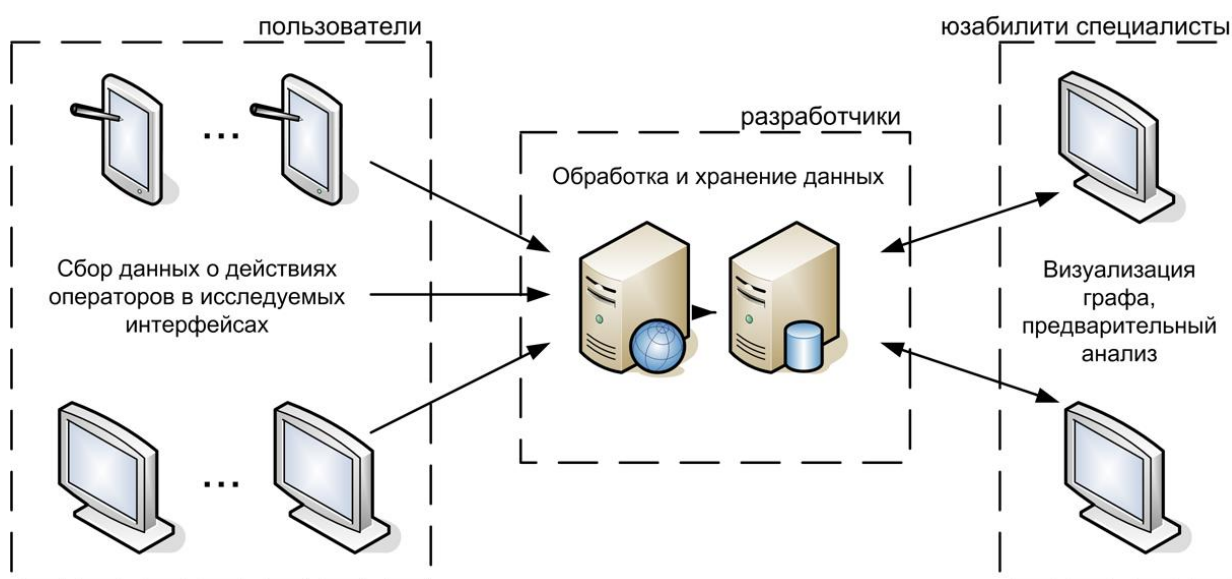 пользователи
...
Сбор данных о действиях
операторов в исследуемых
интерфейсах
...
разработчики
Обработка и хранение данных
юзабилити специалисты
Визуализация
графа,
предварительный
анализ